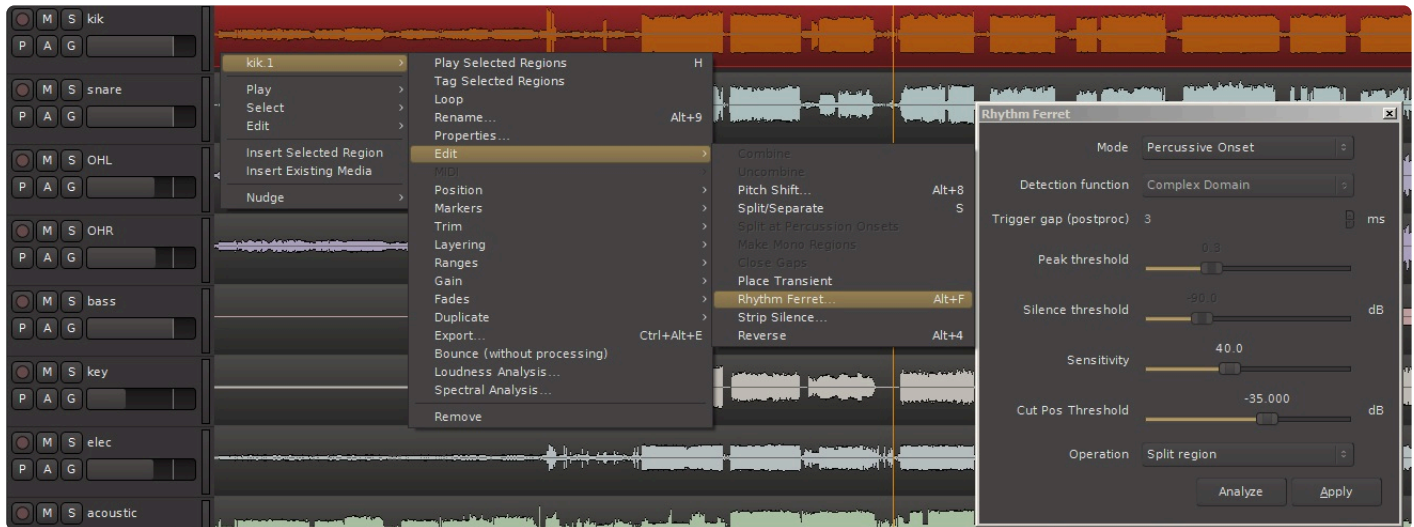 M S kik
P A G
M S snare
P A G
M S OHL
P A G
M S OHR
P A G
M S bass
P A G
M S key
P A G
M S elec
P A G
M S acoustic
kik.1
Play
Select
Edit
Insert Selected Region
Insert Existing Media
Nudge
Play Selected Regions H
Tag Selected Regions
Loop
Rename... Alt+9
Properties...
Edit
MIDI
Position
Markers
Trim
Layering
Ranges
Gain
Fades
Duplicate
Export... Ctrl+Alt+E
Bounce (without processing)
Loudness Analysis...
Spectral Analysis...
Remove
Combine
Uncombine
Pitch Shift... Alt+8
Split/Separate S
Split at Percussion Onsets
Make Mono Regions
Close Gaps
Place Transient
Rhythm Ferret... Alt+F
Strip Silence...
Reverse Alt+4
Rhythm Ferret
Mode Percussive Onset
Detection function Complex Domain
Trigger gap (postproc) 3 ms
0.3
Peak threshold
-90.0
Silence threshold dB
40.0
Sensitivity
-35.000
Cut Pos Threshold dB
Operation Split region
Analyze Apply